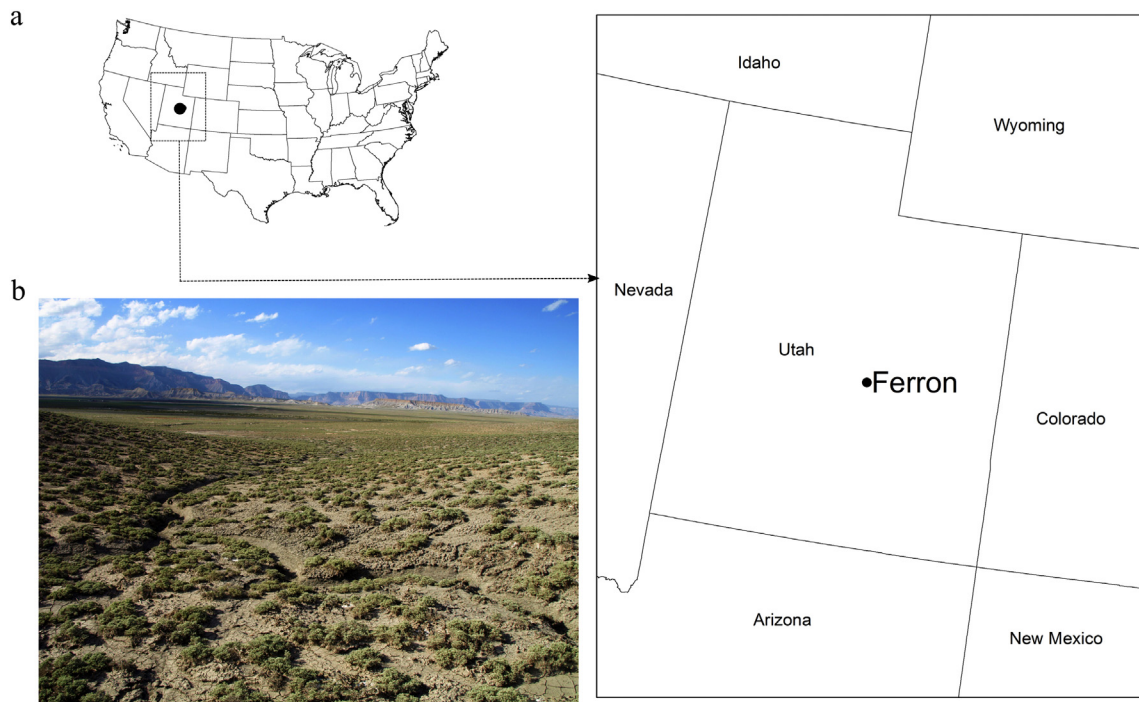 a
Idaho
Wyoming
Nevada
Utah
Ferron
Colorado
Arizona
New Mexico
b